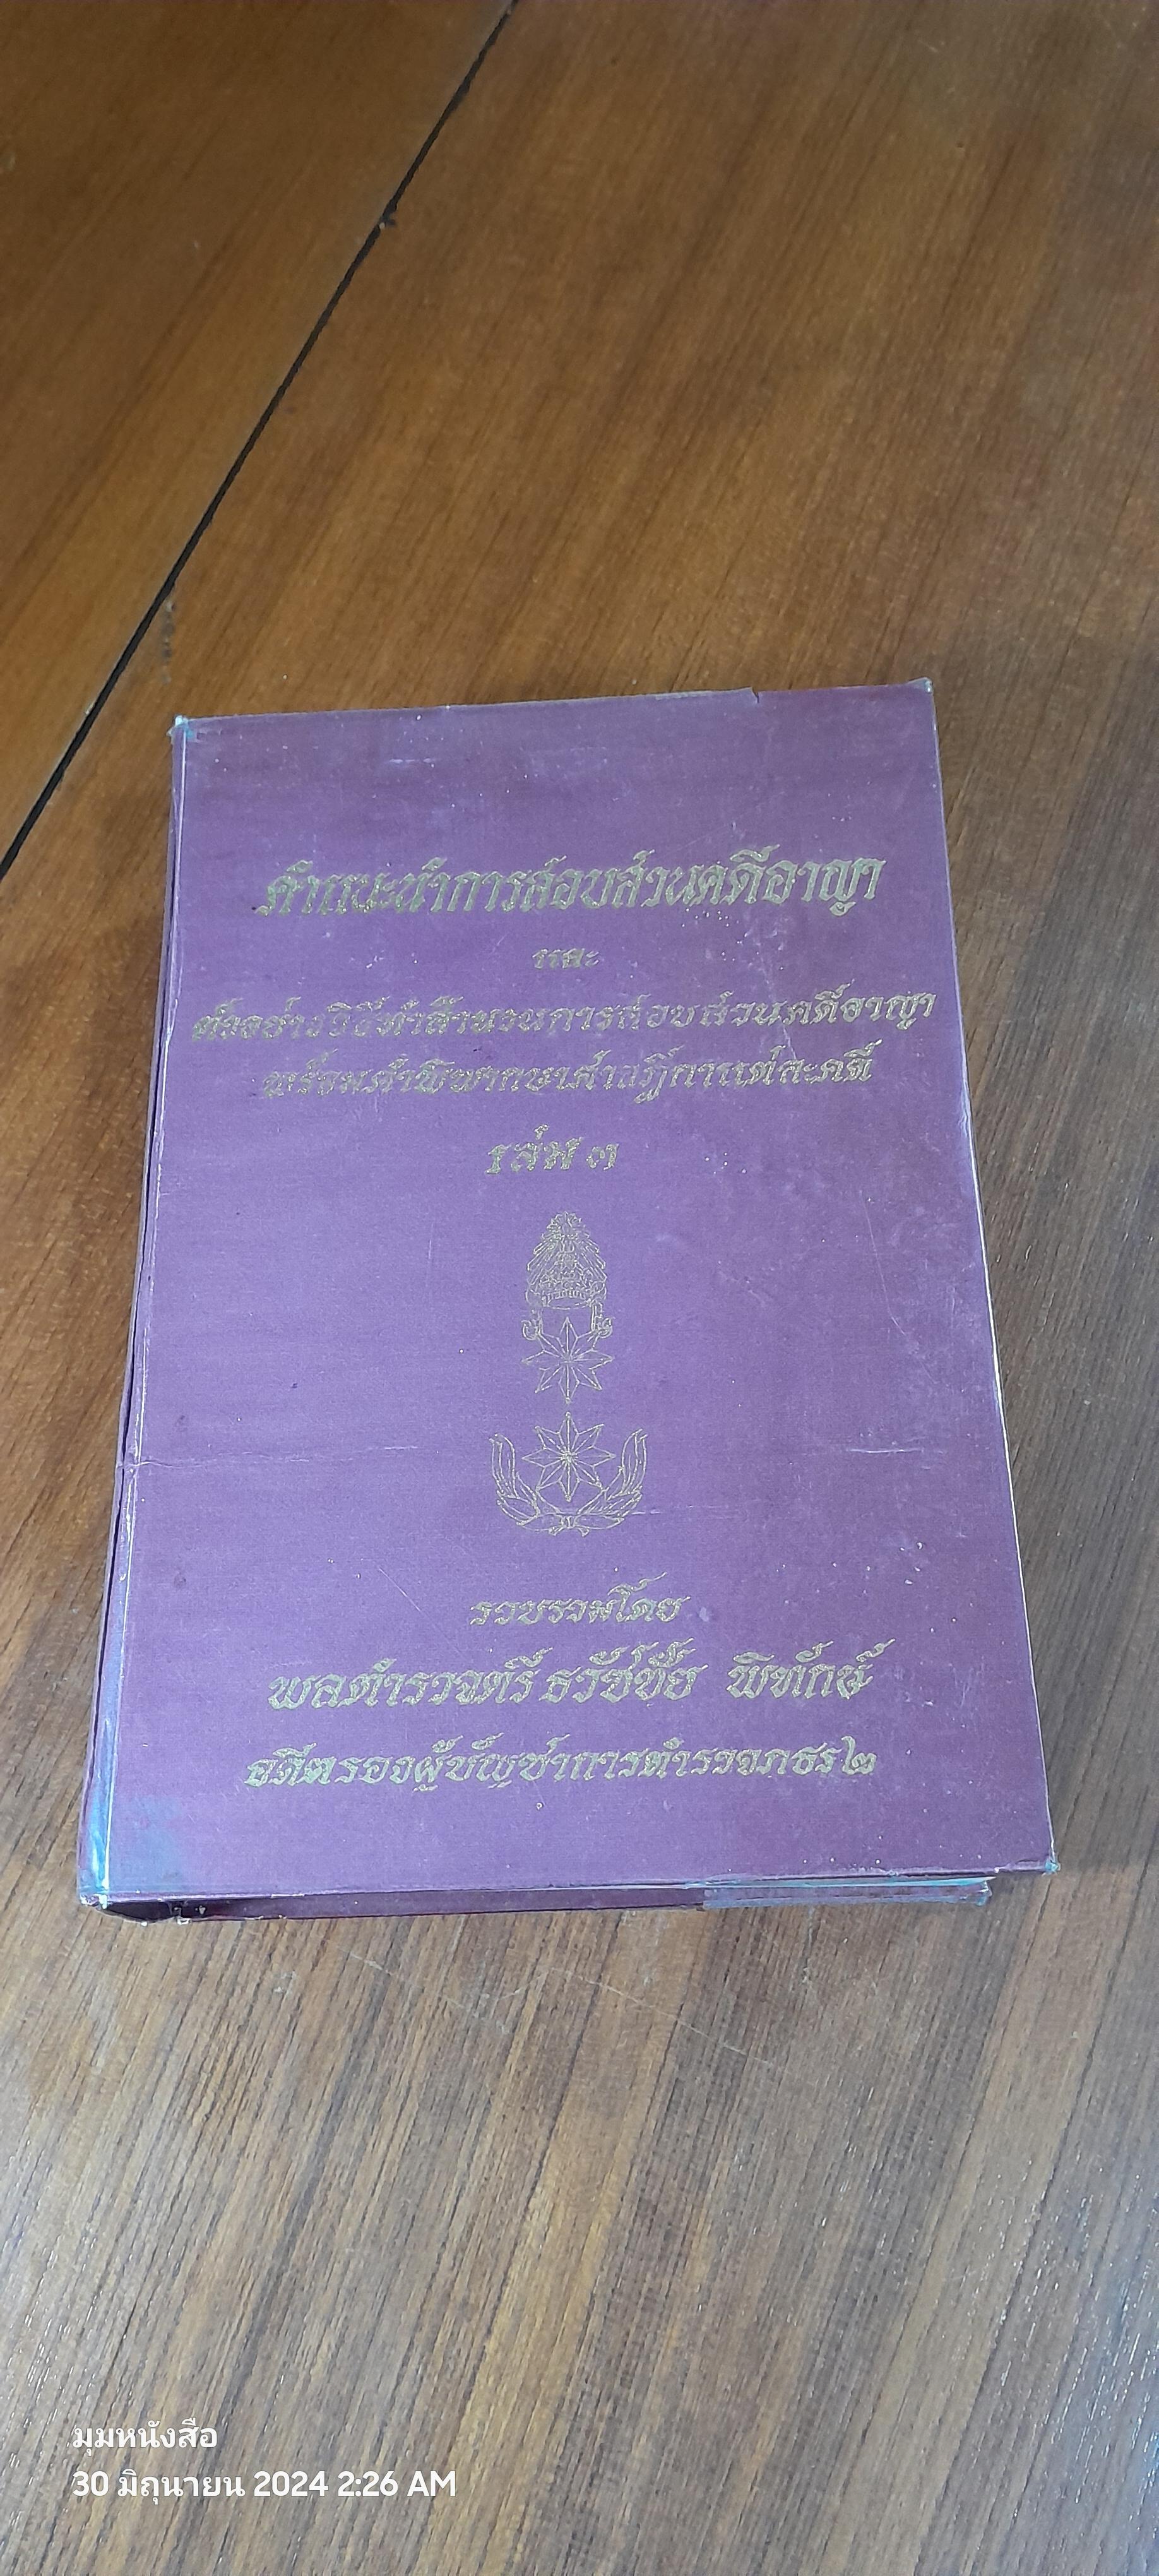 คำแนะนำการสอบสวนคดีอาญา
และ
ตัวอย่างวิธีทำสำนวนการสอบสวนคดีอาญา
พร้อมคำพิพากษาศาลฎีกาแต่ละคดี
เล่ม ๓
รวบรวมโดย
พลตำรวจตรี ธวัชชัย พิทักษ์
อดีตรองผู้บัญชาการตำรวจภูธร ๒
มุมหนังสือ
30 มิถุนายน 2024 2:26 AM